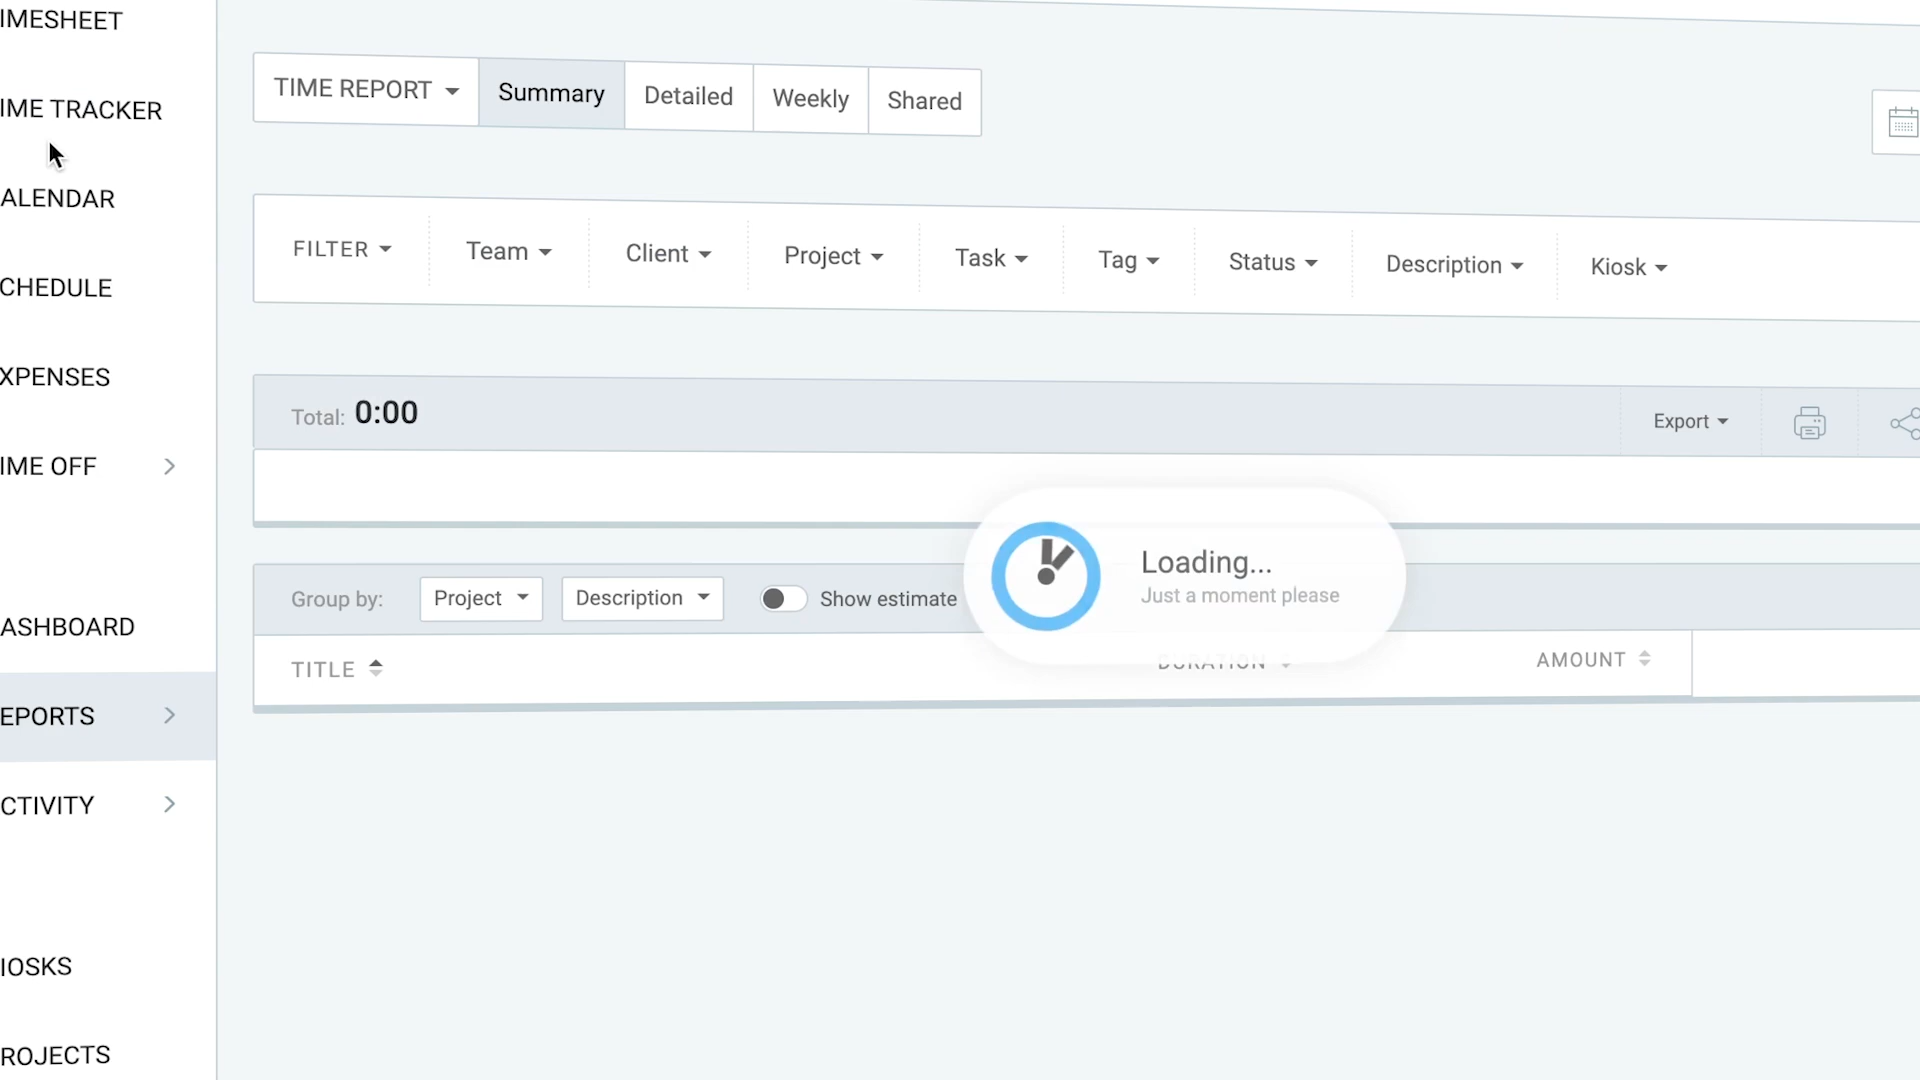 IMESHEET
IME TRACKER
ALENDAR
CHEDULE
XPENSES
IME OFF
ASHBOARD
EPORTS
CTIVITY
IOSKS
ROJECTS
TIME REPORT Summary Detailed Weekly Shared
FILTER Team Client Project Task Tag Status Description Kiosk
Total: 0:00 Export
Loading...
Just a moment please
Group by: Project Description Show estimate
TITLE DURATION AMOUNT